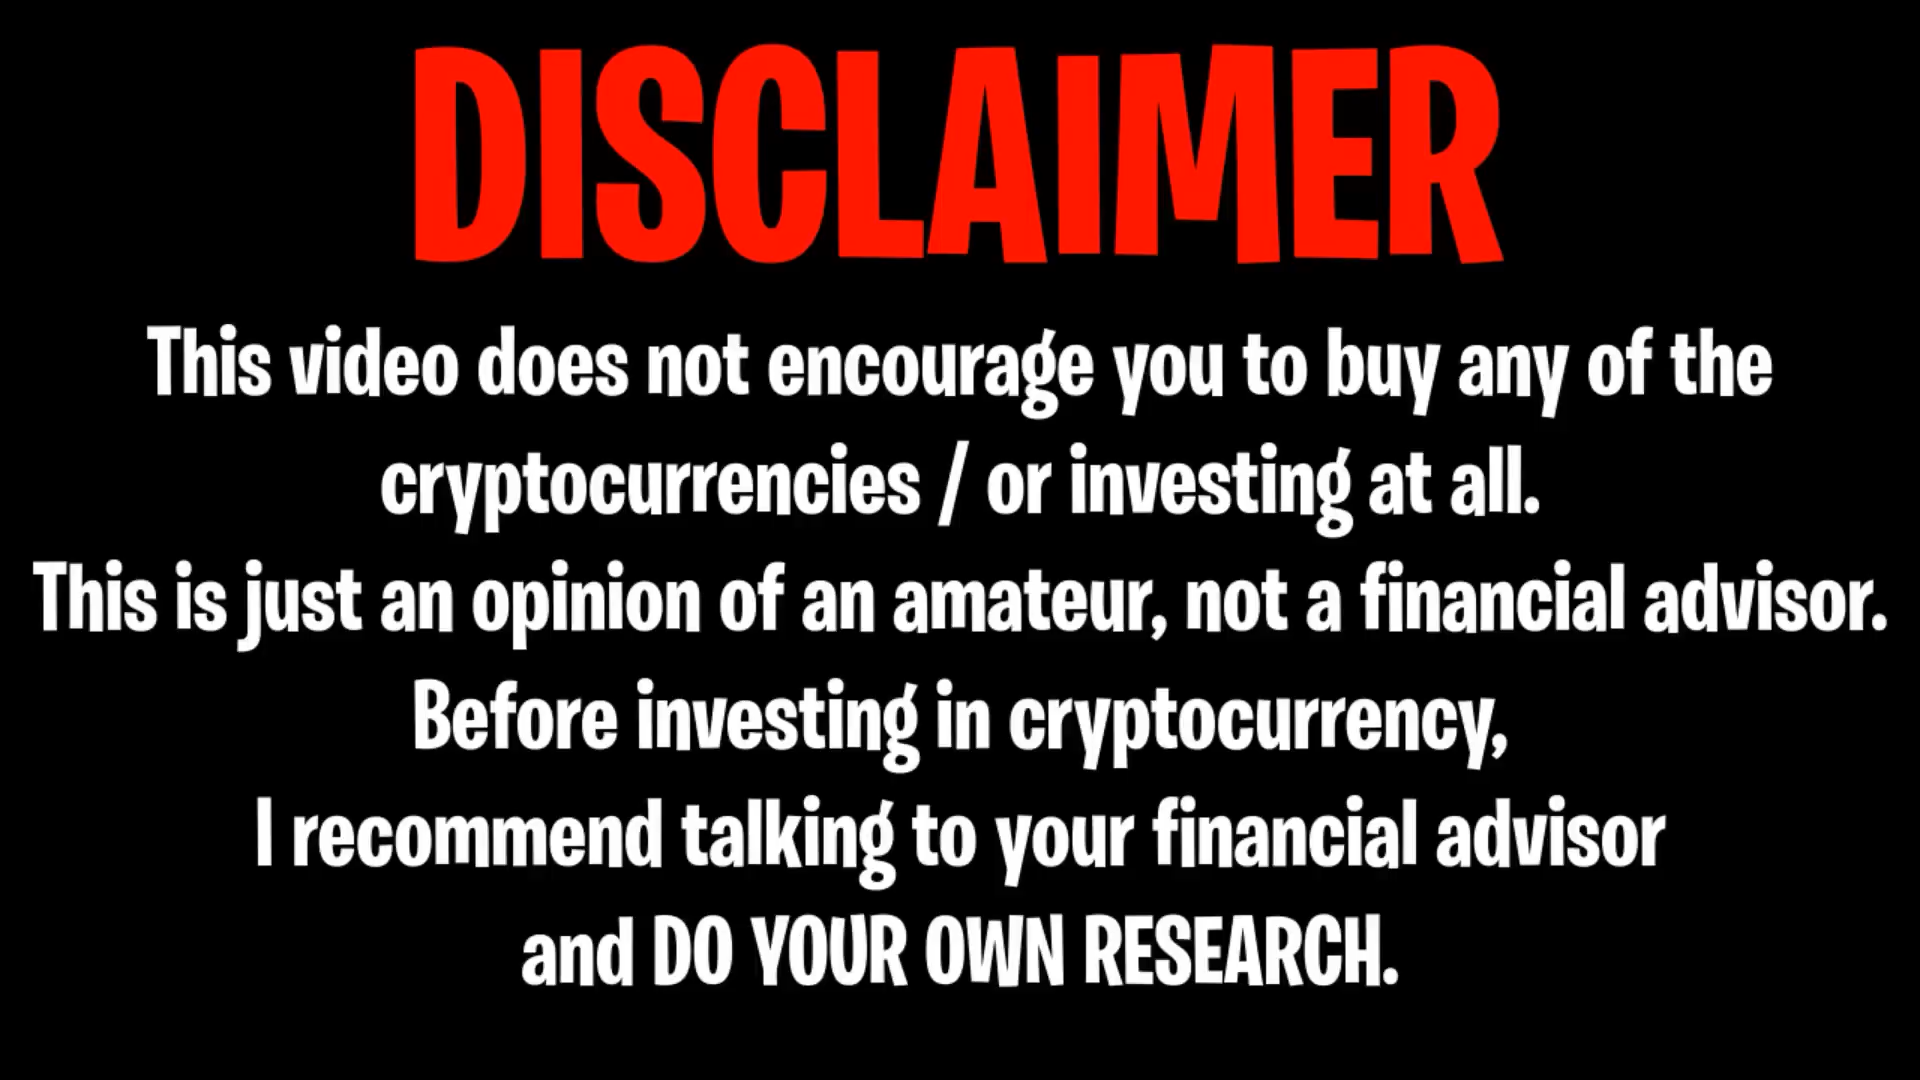 DISCLAIMER
This video does not encourage you to buy any of the
cryptocurrencies / or investing at all.
This is just an opinion of an amateur, not a financial advisor.
Before investing in cryptocurrency,
I recommend talking to your financial advisor
and DO YOUR OWN RESEARCH.